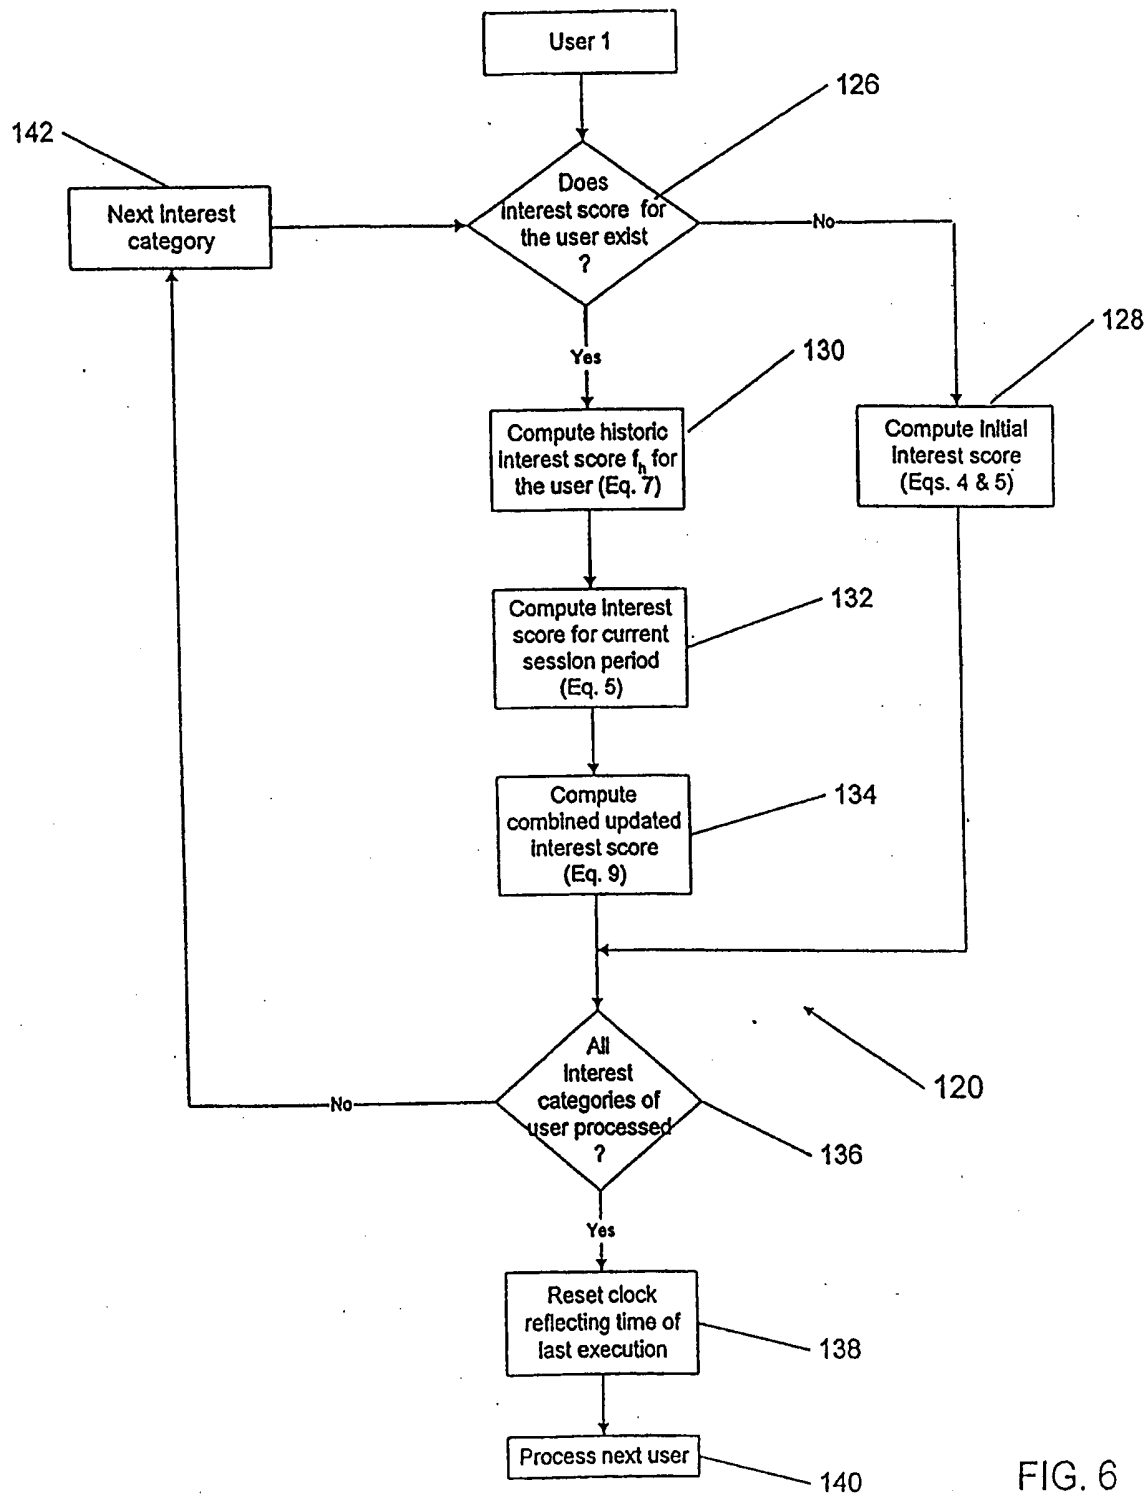 User 1
126
142
Does
interest score for
the user exist
?
Next interest
category
No
128
Yes
130
Compute historic
interest score fh for
the user (Eq. 7)
Compute initial
interest score
(Eqs. 4 & 5)
Compute interest
score for current
session period
(Eq. 5)
132
Compute
combined updated
interest score
(Eq. 9)
134
All
interest
categories of
user processed
?
No
120
136
Yes
Reset clock
reflecting time of
last execution
138
Process next user
140
FIG. 6